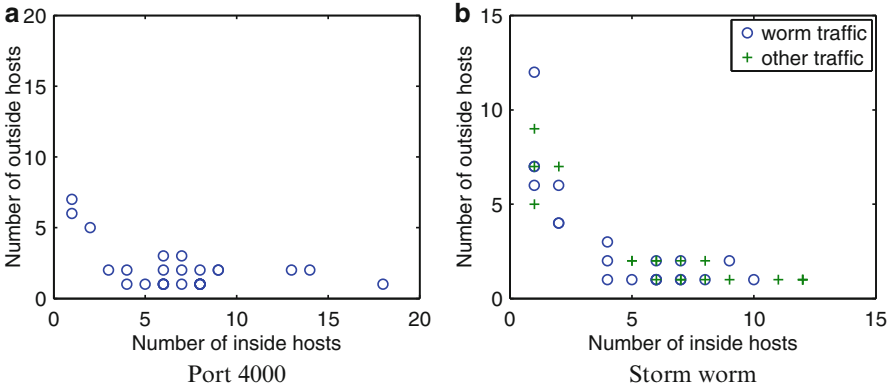 a
20
15
10
5
0
Number of outside hosts
0 5 10 15 20
Number of inside hosts
Port 4000
b
15
10
5
0
Number of outside hosts
worm traffic
other traffic
0 5 10 15
Number of inside hosts
Storm worm